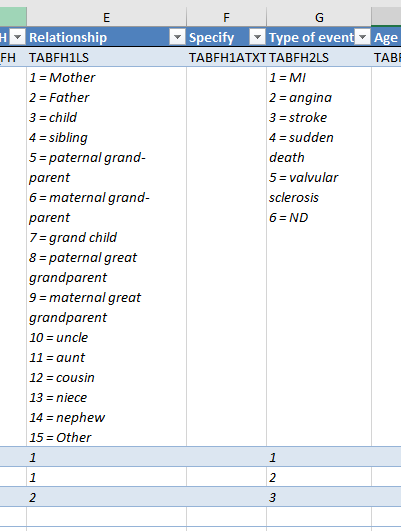 E F G
H Relationship Specify Type of event Age
FH TABFH1LS TABFH1ATXT TABFH2LS TABF
1 = Mother 1 = MI
2 = Father 2 = angina
3 = child 3 = stroke
4 = sibling 4 = sudden
5 = paternal grand- death
parent 5 = valvular
6 = maternal grand- sclerosis
parent 6 = ND
7 = grand child
8 = paternal great
grandparent
9 = maternal great
grandparent
10 = uncle
11 = aunt
12 = cousin
13 = niece
14 = nephew
15 = Other
1 1
1 2
2 3